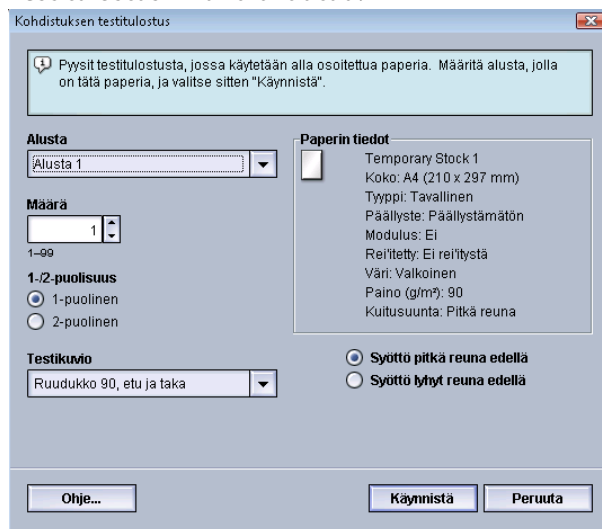 Kohdistuksen testitulostus
Pyysit testitulostusta, jossa käytetään alla osoitettua paperia. Määritä alusta, jolla
on tätä paperia, ja valitse sitten "Käynnistä".
Alusta
Alusta 1
Määrä
1
1–99
1-/2-puolisuus
1-puolinen
2-puolinen
Testikuvio
Ruudukko 90, etu ja taka
Paperin tiedot
Temporary Stock 1
Koko: A4 (210 x 297 mm)
Tyyppi: Tavallinen
Päällyste: Päällystämätön
Modulus: Ei
Rei'itetty: Ei rei'itystä
Väri: Valkoinen
Paino (g/m²): 90
Kuitusuunta: Pitkä reuna
Syöttö pitkä reuna edellä
Syöttö lyhyt reuna edellä
Ohje...
Käynnistä
Peruuta